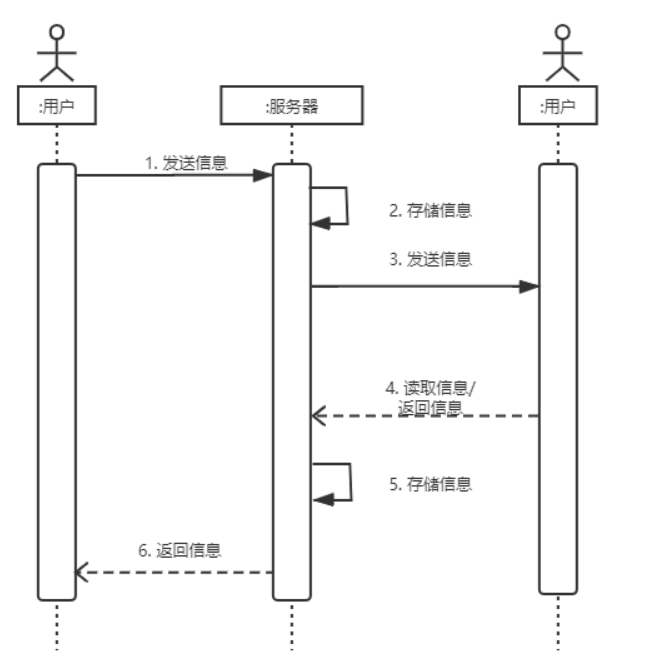 :用户
:服务器
:用户
1. 发送信息
2. 存储信息
3. 发送信息
4. 读取信息/
返回信息
5. 存储信息
6. 返回信息